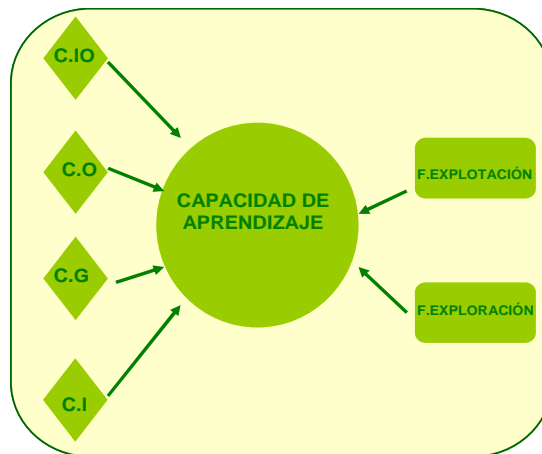 C.IO
C.O
C.G
C.I
CAPACIDAD DE
APRENDIZAJE
F.EXPLOTACIÓN
F.EXPLORACIÓN